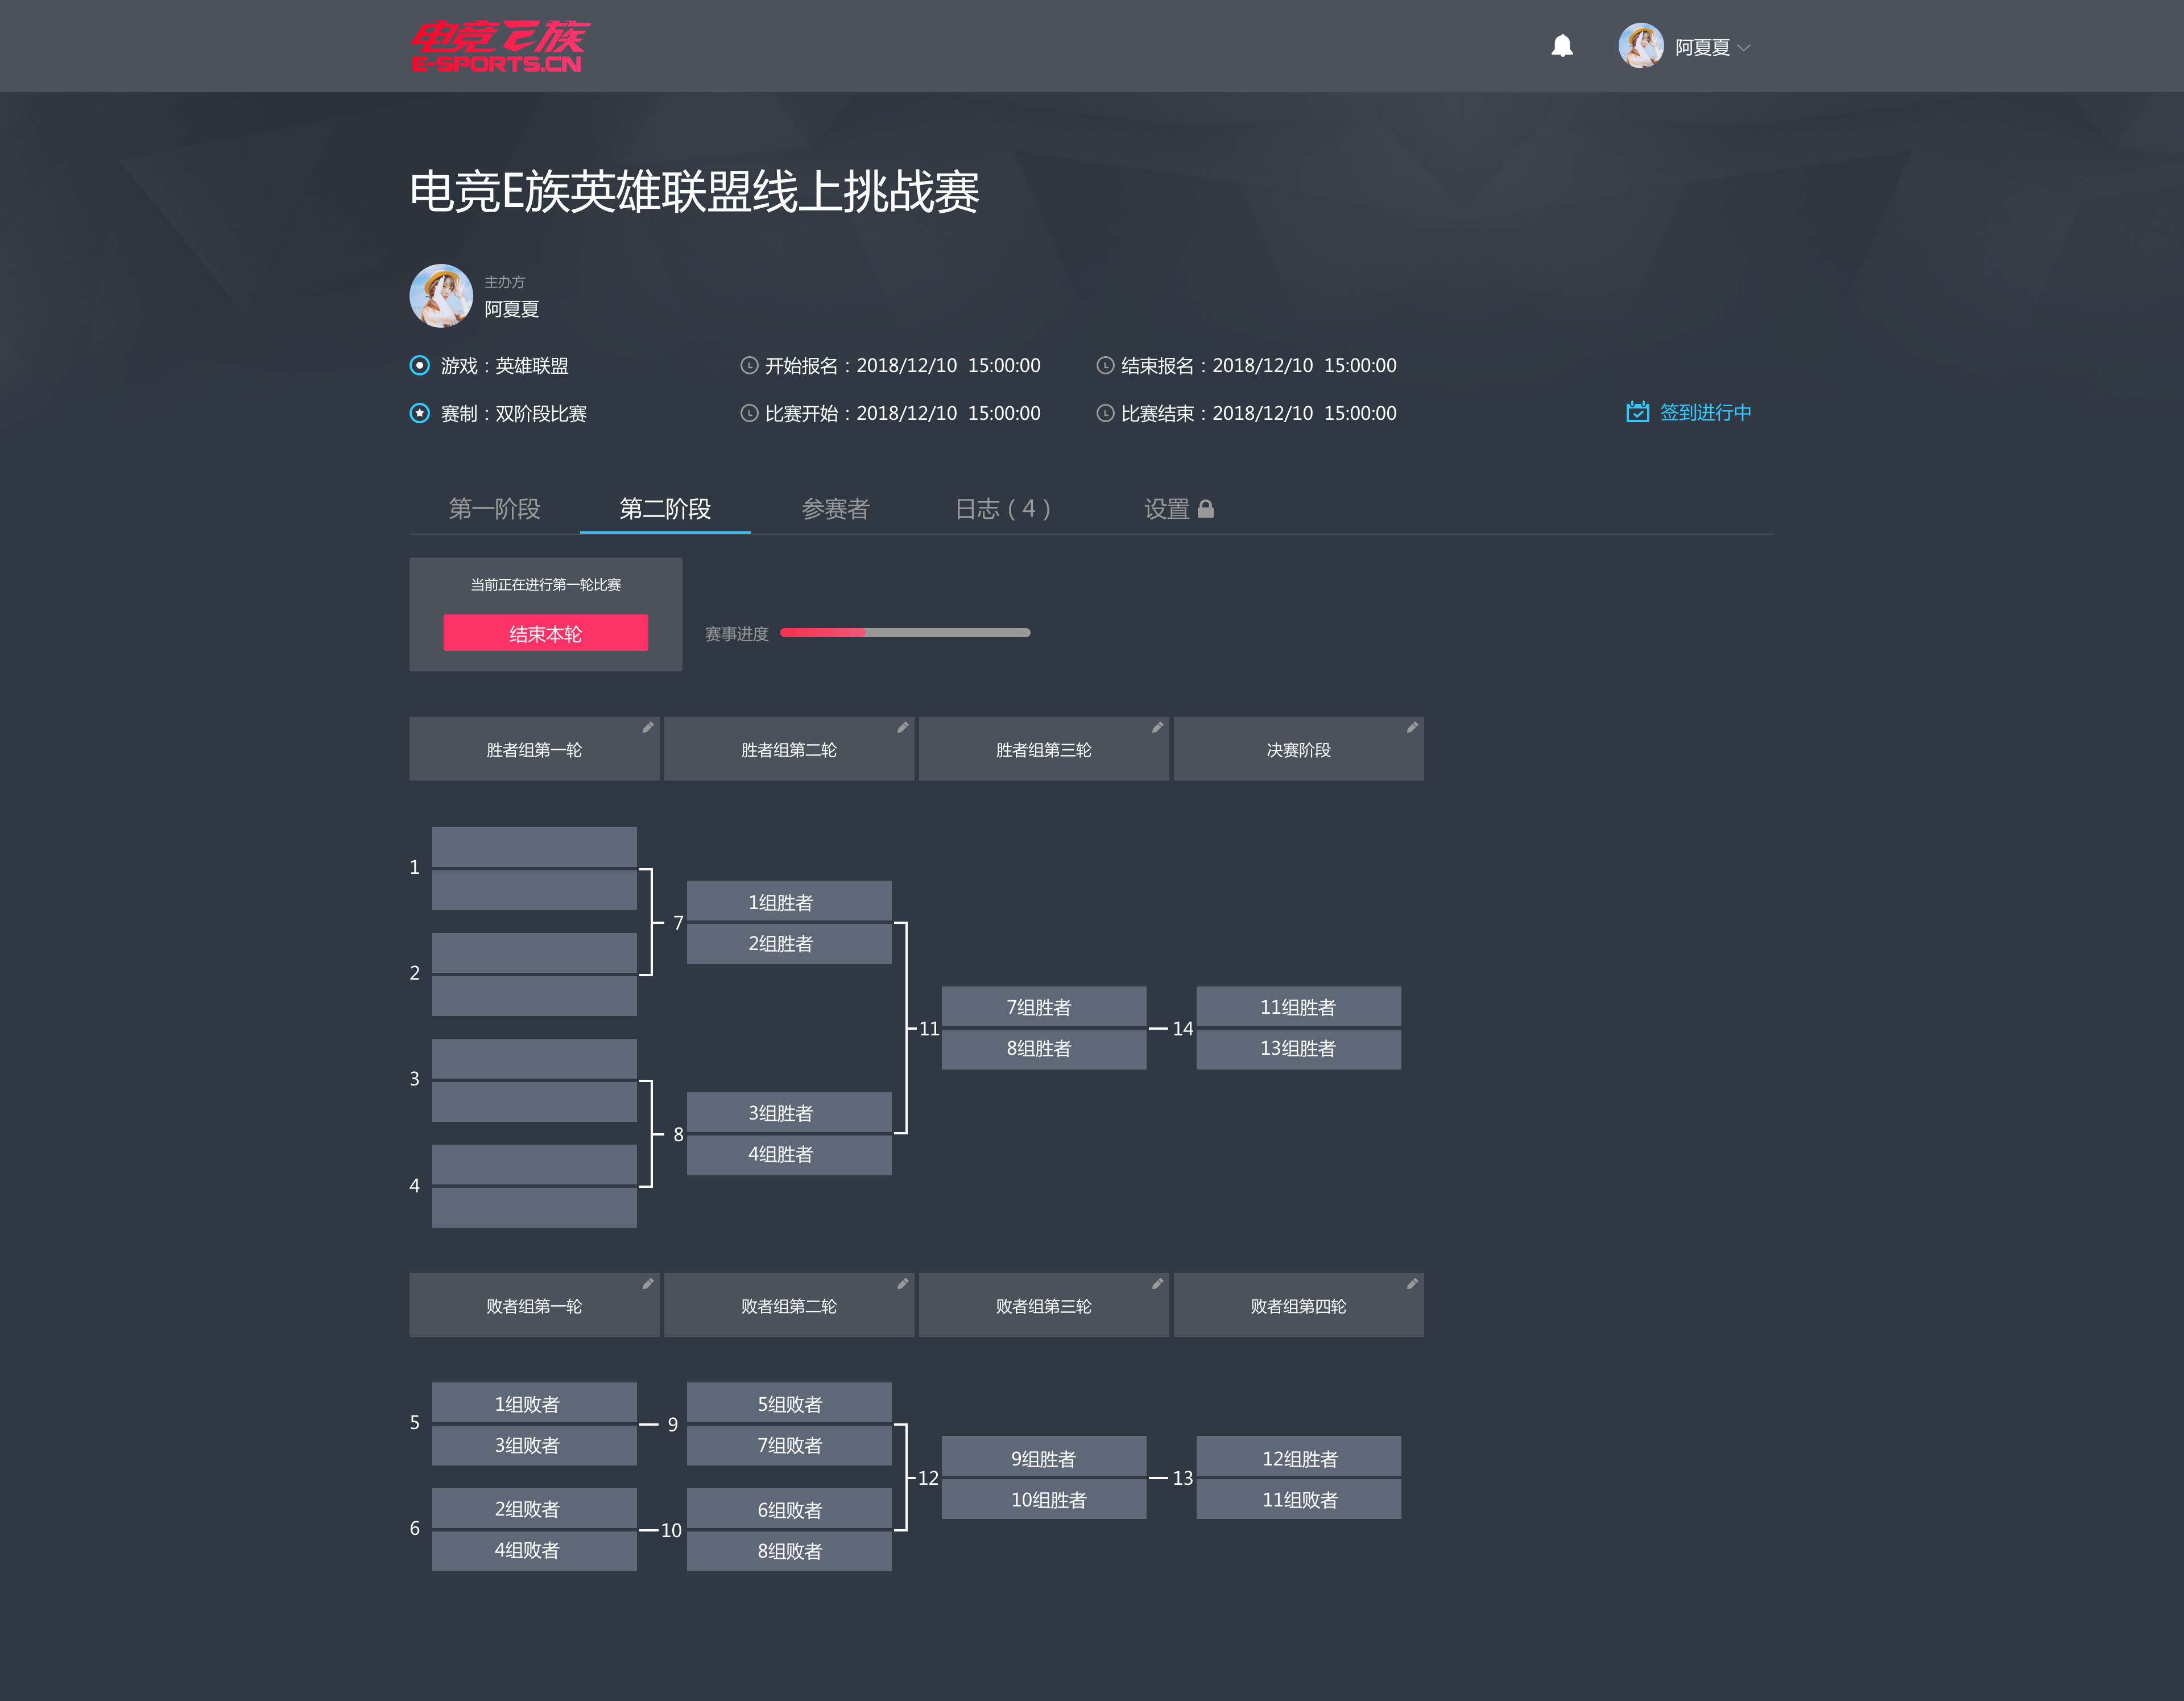 电竞E族
E-SPORTS.CN
阿夏夏
电竞E族英雄联盟线上挑战赛
主办方
阿夏夏
游戏：英雄联盟
开始报名：2018/12/10 15:00:00
结束报名：2018/12/10 15:00:00
赛制：双阶段比赛
比赛开始：2018/12/10 15:00:00
比赛结束：2018/12/10 15:00:00
签到进行中
第一阶段
第二阶段
参赛者
日志（4）
设置
当前正在进行第一轮比赛
结束本轮
赛事进度
胜者组第一轮
胜者组第二轮
胜者组第三轮
决赛阶段
1
2
3
4
7
1组胜者
2组胜者
8
3组胜者
4组胜者
11
7组胜者
8组胜者
14
11组胜者
13组胜者
败者组第一轮
败者组第二轮
败者组第三轮
败者组第四轮
5
1组败者
3组败者
6
2组败者
4组败者
9
5组败者
7组败者
10
6组败者
8组败者
12
9组胜者
10组胜者
13
12组胜者
11组败者